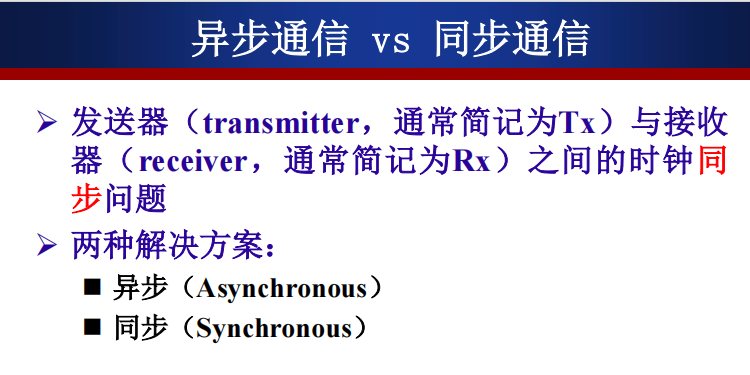 异步通信 vs 同步通信
发送器（transmitter，通常简记为Tx）与接收
器（receiver，通常简记为Rx）之间的时钟同
步问题
两种解决方案：
异步（Asynchronous）
同步（Synchronous）